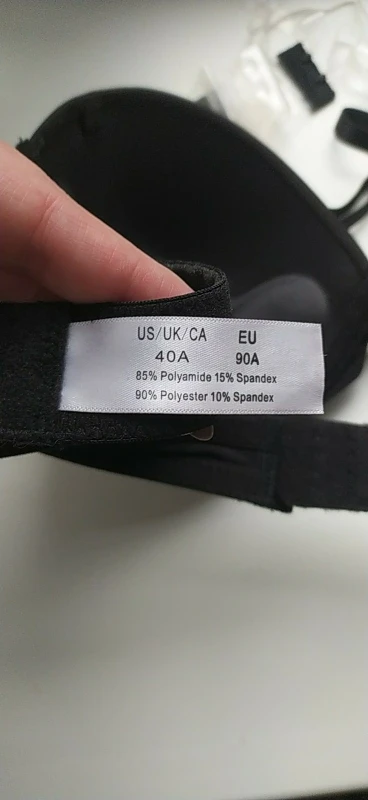 US/UK/CA EU
40A 90A
85% Polyamide 15% Spandex
90% Polyester 10% Spandex